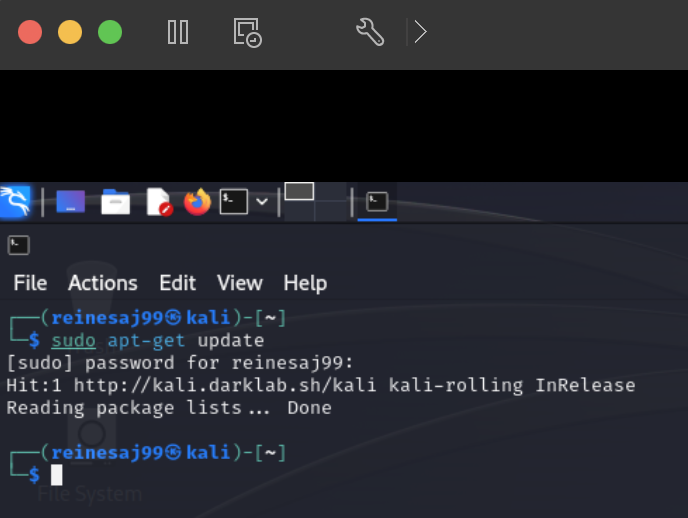 File Actions Edit View Help
┌──(reinesaj99㉿kali)-[~]
└─$ sudo apt-get update
[sudo] password for reinesaj99:
Hit:1 http://kali.darklab.sh/kali kali-rolling InRelease
Reading package lists... Done
┌──(reinesaj99㉿kali)-[~]
└─$
File System